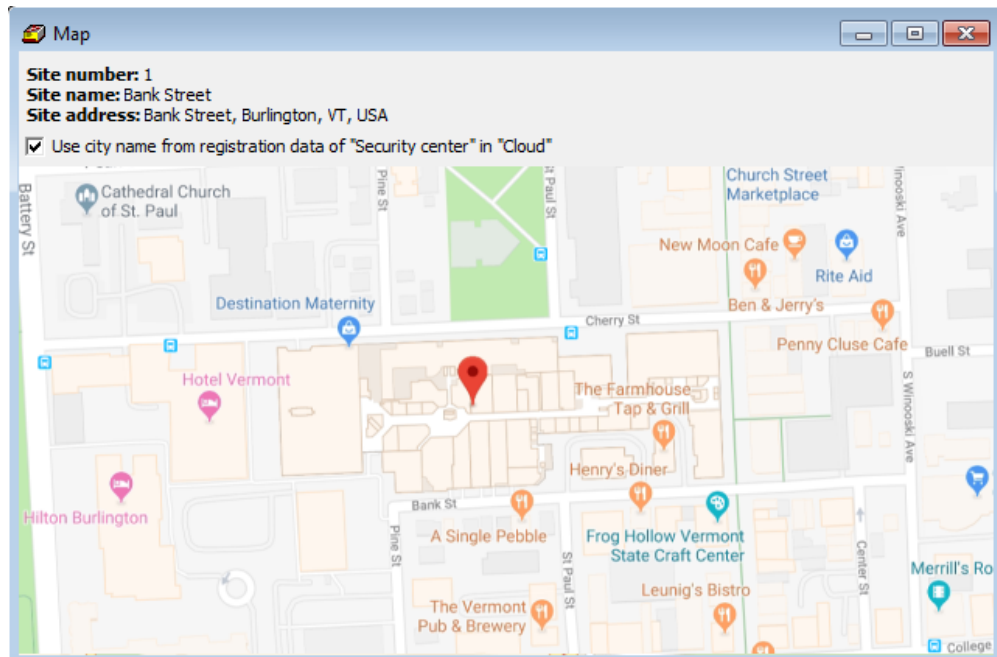 Map
Site number: 1
Site name: Bank Street
Site address: Bank Street, Burlington, VT, USA
Use city name from registration data of "Security center" in "Cloud"
Battery St
Cathedral Church
of St. Paul
Pine St
St Paul St
Church Street
Marketplace
Winooski Ave
New Moon Cafe
Rite Aid
Ben & Jerry's
Destination Maternity
Cherry St
Penny Cluse Cafe
Buell St
Hotel Vermont
The Farmhouse
Tap & Grill
S Winooski Ave
Henry's Diner
Hilton Burlington
Bank St
A Single Pebble
Frog Hollow Vermont
State Craft Center
Pine St
St Paul St
Center St
Merrill's Ro
Leunig's Bistro
The Vermont
Pub & Brewery
College